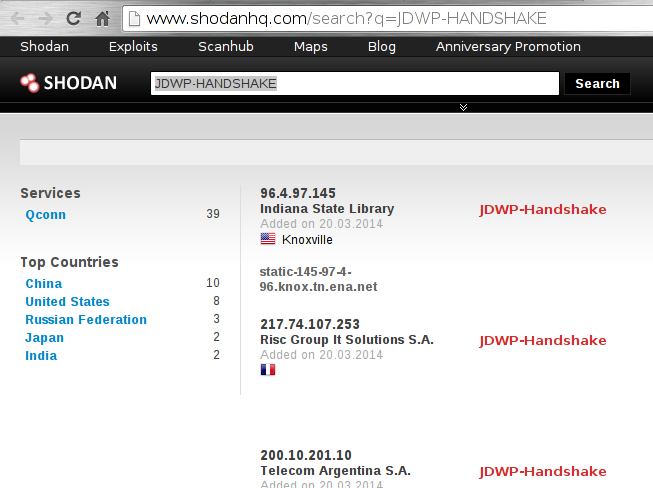 www.shodanhq.com/search?q=JDWP-HANDSHAKE
Shodan Exploits Scanhub Maps Blog Anniversary Promotion
SHODAN JDWP-HANDSHAKE Search
Services
Qconn 39
Top Countries
China 10
United States 8
Russian Federation 3
Japan 2
India 2
96.4.97.145
Indiana State Library
Added on 20.03.2014
Knoxville
static-145-97-4-
96.knox.tn.ena.net
JDWP-Handshake
217.74.107.253
Risc Group It Solutions S.A.
Added on 20.03.2014
JDWP-Handshake
200.10.201.10
Telecom Argentina S.A.
Added on 20.03.2014
JDWP-Handshake